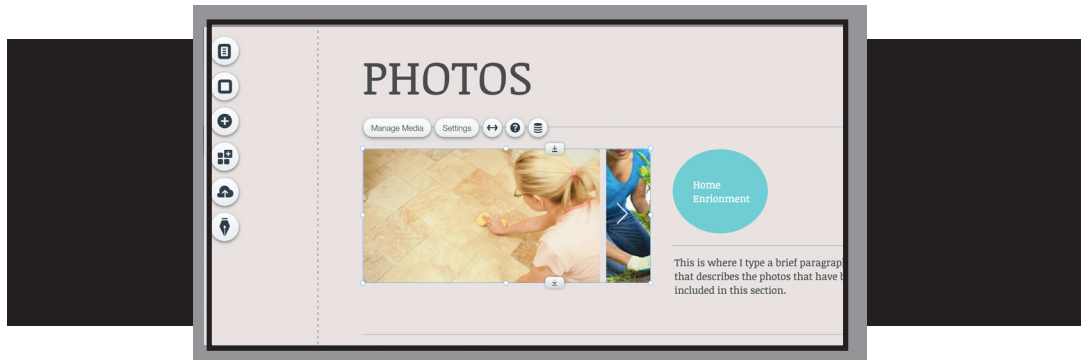 PHOTOS
Manage Media
Settings
Home
Enrionment
This is where I type a brief paragrap
that describes the photos that have b
included in this section.